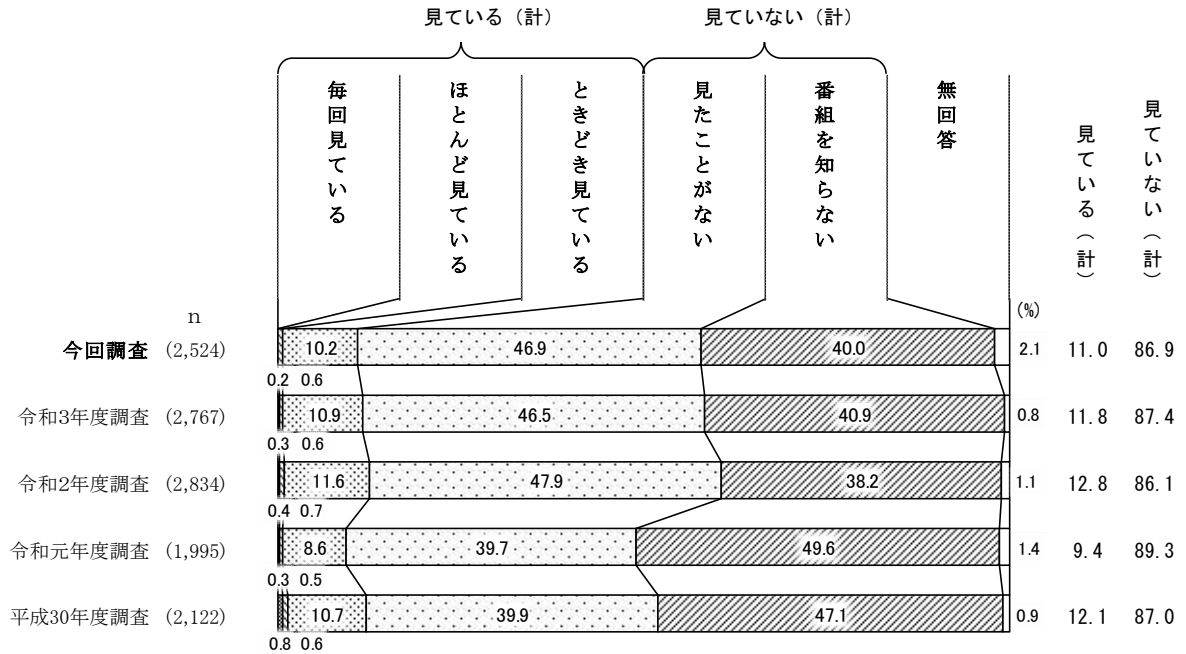 見ている（計）
見ていない（計）
毎回見ている
ほとんど見ている
ときどき見ている
見たことがない
番組を知らない
無回答
見ている（計）
見ていない（計）
n
(%)
今回調査 (2,524) 10.2 46.9 40.0 2.1 11.0 86.9
0.2 0.6
令和3年度調査 (2,767) 10.9 46.5 40.9 0.8 11.8 87.4
0.3 0.6
令和2年度調査 (2,834) 11.6 47.9 38.2 1.1 12.8 86.1
0.4 0.7
令和元年度調査 (1,995) 8.6 39.7 49.6 1.4 9.4 89.3
0.3 0.5
平成30年度調査 (2,122) 10.7 39.9 47.1 0.9 12.1 87.0
0.8 0.6